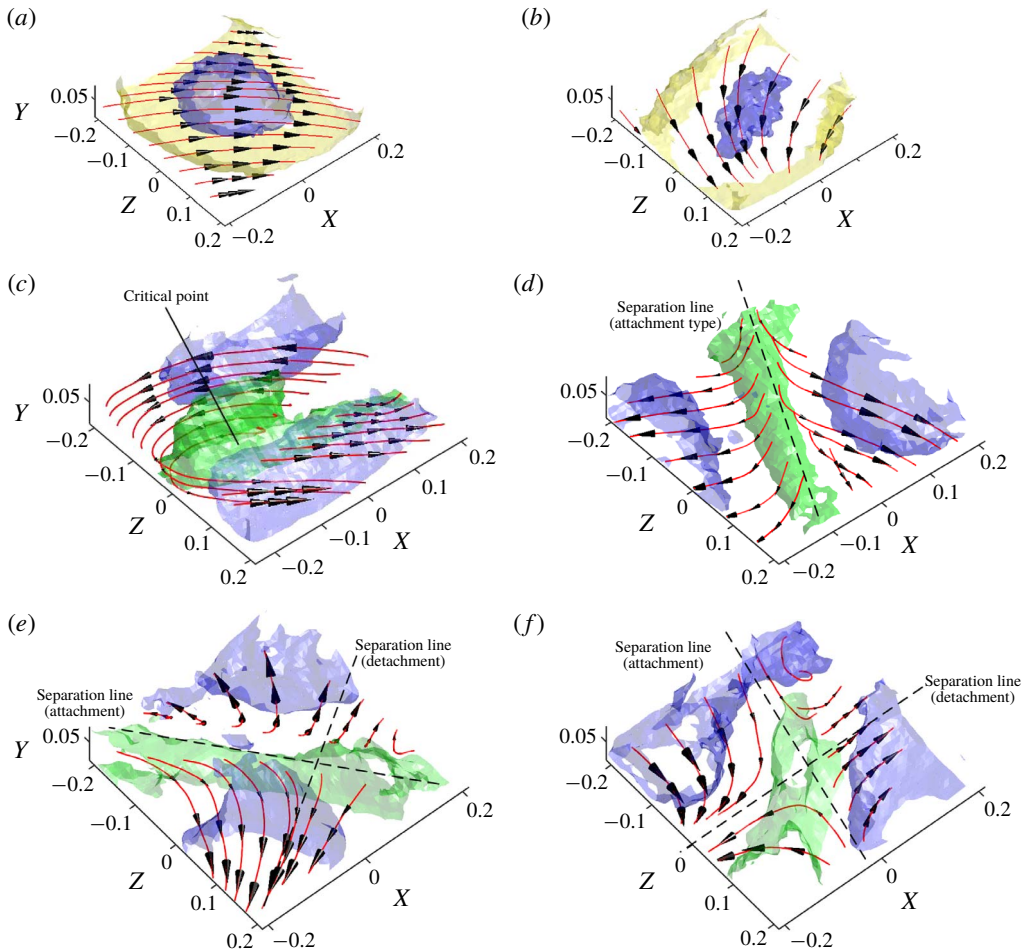 (a)
(b)
Y
0.05
−0.2
−0.1
0
0.1
0.2
Z
−0.2
0
0.2
X
0.05
−0.2
−0.1
0
0.1
0.2
Z
−0.2
0
0.2
X
(c)
Critical point
(d)
Separation line
(attachment type)
Y
0.05
−0.2
−0.1
0
0.1
0.2
Z
−0.2
−0.1
0
0.1
0.2
X
0.05
−0.2
−0.1
0
0.1
0.2
Z
−0.2
−0.1
0
0.1
0.2
X
(e)
Separation line
(detachment)
Separation line
(attachment)
(f)
Separation line
(attachment)
Separation line
(detachment)
Y
0.05
−0.2
−0.1
0
0.1
0.2
Z
−0.2
0
0.2
X
0.05
−0.2
−0.1
0
0.1
0.2
Z
−0.2
0
0.2
X